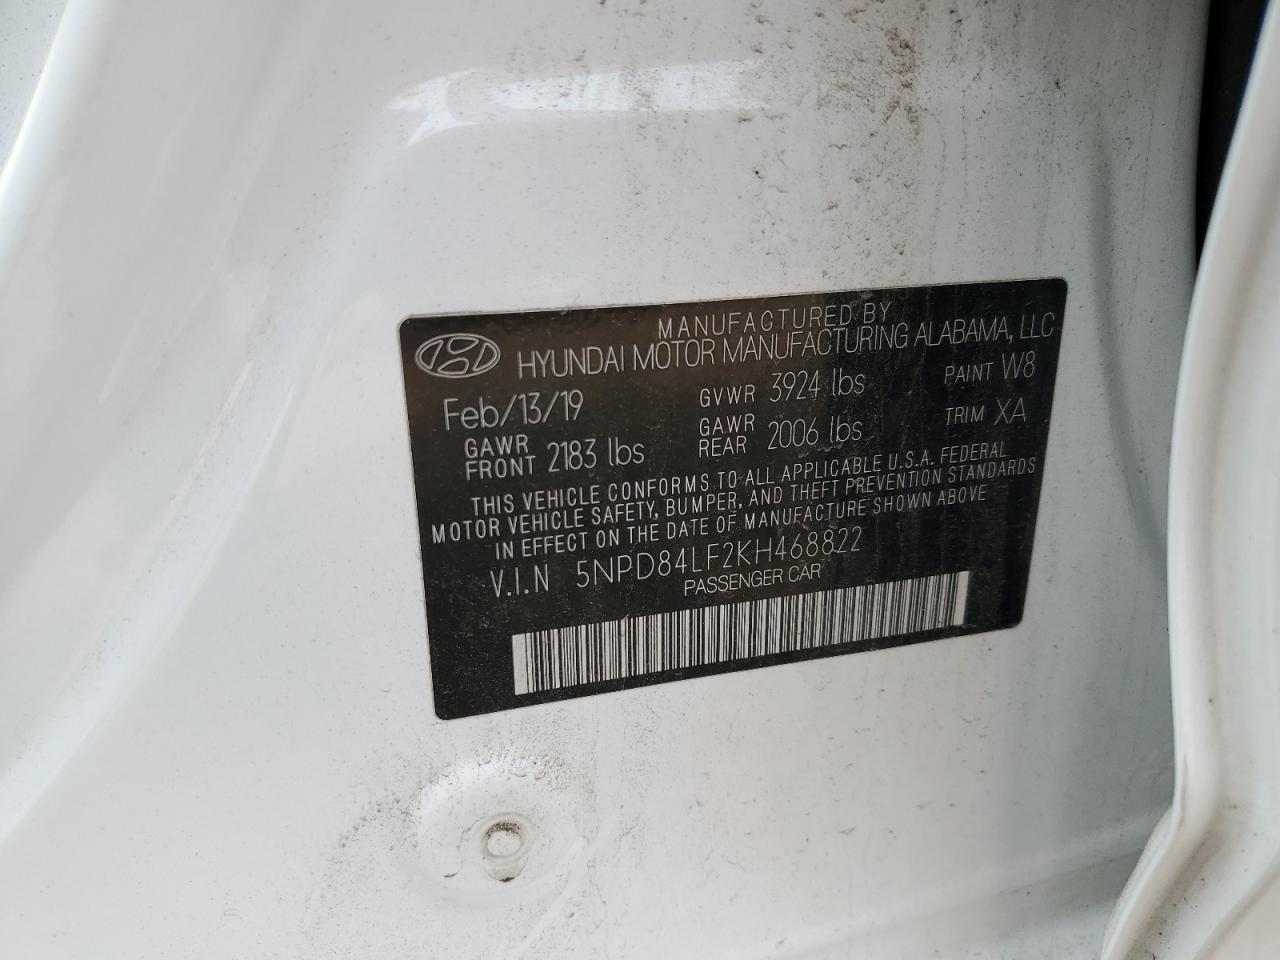 MANUFACTURED BY
HYUNDAI MOTOR MANUFACTURING ALABAMA, LLC
Feb/13/19 GVWR 3924 lbs PAINT W8
GAWR FRONT 2183 lbs GAWR REAR 2006 lbs TRIM XA
THIS VEHICLE CONFORMS TO ALL APPLICABLE U.S.A. FEDERAL
MOTOR VEHICLE SAFETY, BUMPER, AND THEFT PREVENTION STANDARDS
IN EFFECT ON THE DATE OF MANUFACTURE SHOWN ABOVE
V.I.N 5NPD84LF2KH468822
PASSENGER CAR